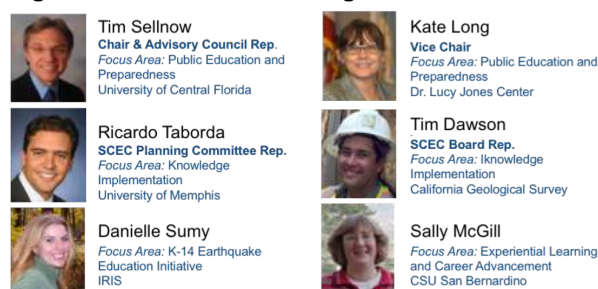 Tim Sellnow
Chair & Advisory Council Rep.
Focus Area: Public Education and
Preparedness
University of Central Florida
Kate Long
Vice Chair
Focus Area: Public Education and
Preparedness
Dr. Lucy Jones Center
Ricardo Taborda
SCEC Planning Committee Rep.
Focus Area: Knowledge
Implementation
University of Memphis
Tim Dawson
SCEC Board Rep.
Focus Area: Iknowledge
Implementation
California Geological Survey
Danielle Sumy
Focus Area: K-14 Earthquake
Education Initiative
IRIS
Sally McGill
Focus Area: Experiential Learning
and Career Advancement
CSU San Bernardino